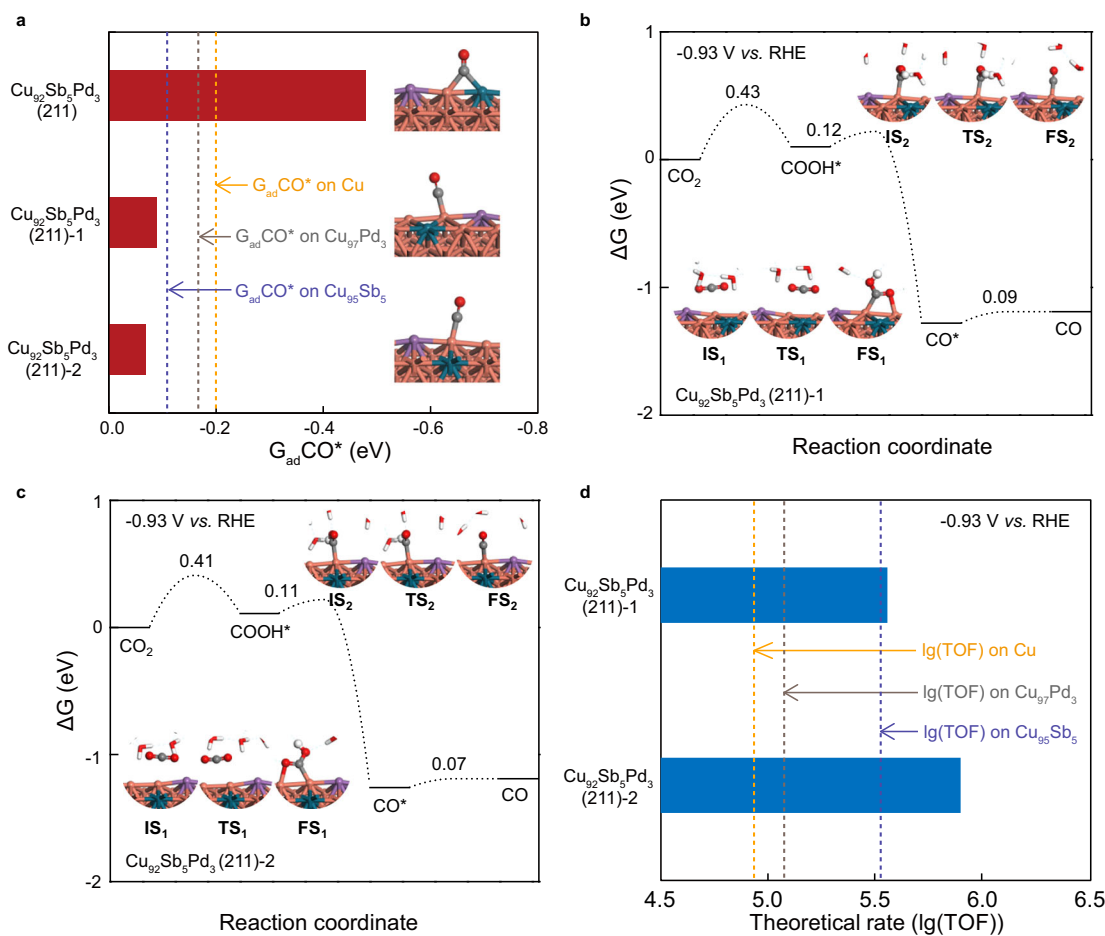 a
Cu₉₂Sb₅Pd₃
(211)
Cu₉₂Sb₅Pd₃
(211)-1
Cu₉₂Sb₅Pd₃
(211)-2
G_adCO* on Cu
G_adCO* on Cu₉₇Pd₃
G_adCO* on Cu₉₅Sb₅
0.0 -0.2 -0.4 -0.6 -0.8
G_adCO* (eV)
b
-0.93 V vs. RHE
1
0
-1
-2
ΔG (eV)
0.43
0.12
CO₂
COOH*
IS₂ TS₂ FS₂
0.09
IS₁ TS₁ FS₁
CO*
CO
Cu₉₂Sb₅Pd₃ (211)-1
Reaction coordinate
c
-0.93 V vs. RHE
1
0
-1
-2
ΔG (eV)
0.41
0.11
CO₂
COOH*
IS₂ TS₂ FS₂
0.07
IS₁ TS₁ FS₁
CO*
CO
Cu₉₂Sb₅Pd₃ (211)-2
Reaction coordinate
d
-0.93 V vs. RHE
Cu₉₂Sb₅Pd₃
(211)-1
lg(TOF) on Cu
lg(TOF) on Cu₉₇Pd₃
lg(TOF) on Cu₉₅Sb₅
Cu₉₂Sb₅Pd₃
(211)-2
4.5 5.0 5.5 6.0 6.5
Theoretical rate (lg(TOF))